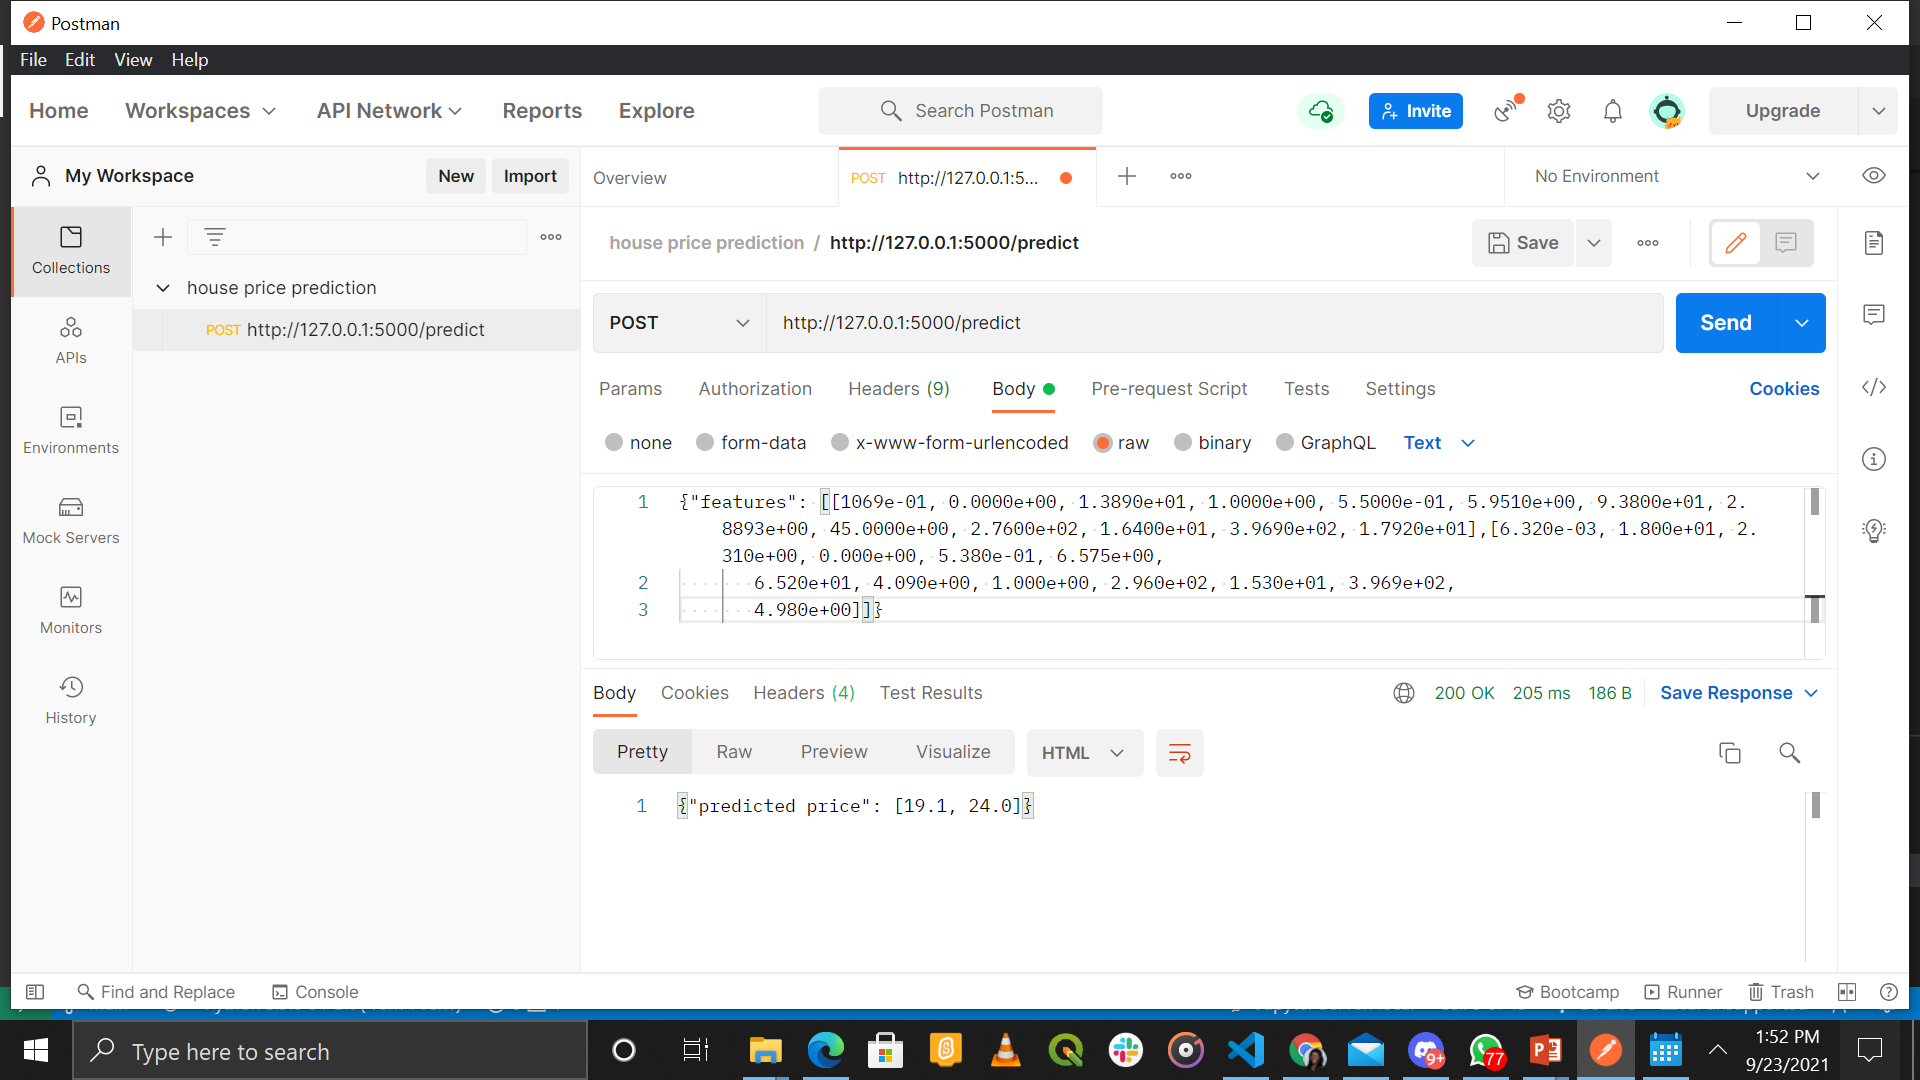 Postman
File Edit View Help
Home Workspaces API Network Reports Explore
Search Postman
Invite
Upgrade
My Workspace
New Import
Overview
POST http://127.0.0.1:5...
No Environment
Collections
APIs
Environments
Mock Servers
Monitors
History
house price prediction
POST http://127.0.0.1:5000/predict
house price prediction / http://127.0.0.1:5000/predict
Save
POST
http://127.0.0.1:5000/predict
Send
Params Authorization Headers (9) Body Pre-request Script Tests Settings
Cookies
none form-data x-www-form-urlencoded raw binary GraphQL Text
1 {"features": [[1069e-01, 0.0000e+00, 1.3890e+01, 1.0000e+00, 5.5000e-01, 5.9510e+00, 9.3800e+01, 2.
8893e+00, 45.0000e+00, 2.7600e+02, 1.6400e+01, 3.9690e+02, 1.7920e+01],[6.320e-03, 1.800e+01, 2.
310e+00, 0.000e+00, 5.380e-01, 6.575e+00,
2 6.520e+01, 4.090e+00, 1.000e+00, 2.960e+02, 1.530e+01, 3.969e+02,
3 4.980e+00]]}
Body Cookies Headers (4) Test Results
200 OK 205 ms 186 B Save Response
Pretty Raw Preview Visualize HTML
1 {"predicted price": [19.1, 24.0]}
Find and Replace Console
Bootcamp Runner Trash
Type here to search
9+
77
1:52 PM
9/23/2021